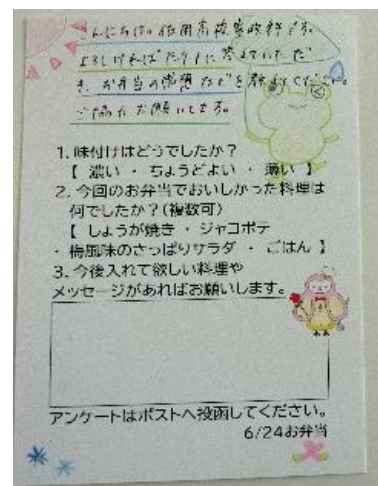 こんにちは。佐間高校家政科です。
よろしければアンケートに答えていただ
き、お弁当の感想などを教えてください。
ご協力お願いします。
1. 味付けはどうでしたか？
【 濃い ・ ちょうどよい ・ 薄い 】
2. 今回のお弁当でおいしかった料理は
何でしたか？(複数可)
【 しょうが焼き ・ ジャコポテ
・ 梅風味のさっぱりサラダ ・ ごはん 】
3. 今後入れて欲しい料理や
メッセージがあればお願いします。
アンケートはポストへ投函してください。
6/24お弁当